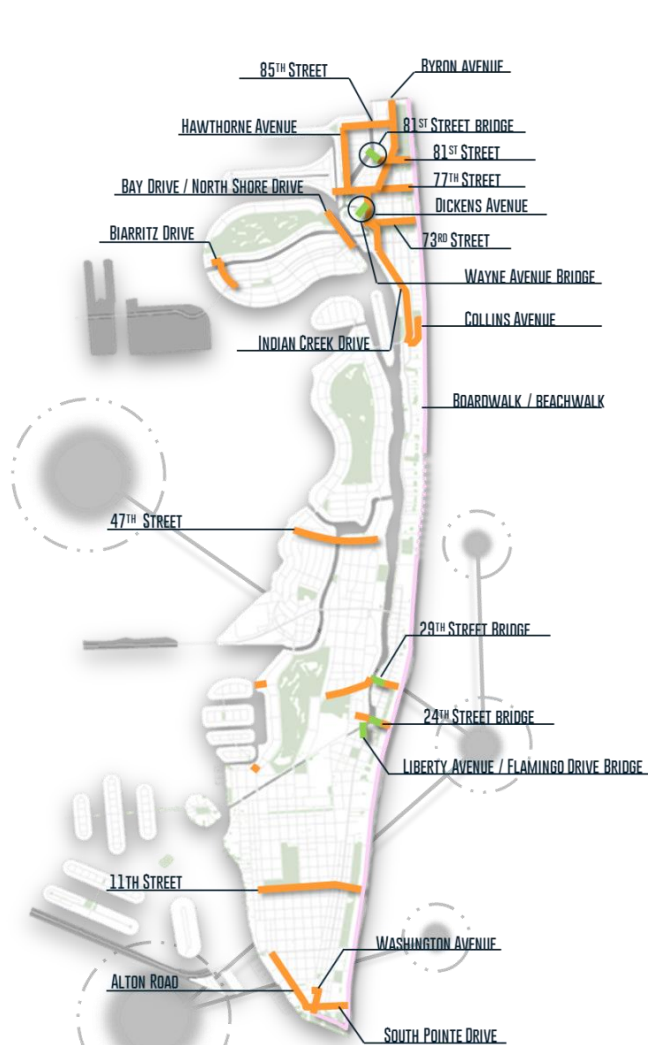 Byron avenue
85th Street
81st Street bridge
Hawthorne Avenue
81st Street
77th Street
Bay Drive / North Shore Drive
Dickens Avenue
Biarritz Drive
73rd Street
Wayne Avenue Bridge
Collins Avenue
Indian Creek Drive
Boardwalk / beachwalk
47th Street
29th Street Bridge
24th Street bridge
Liberty Avenue / Flamingo Drive Bridge
11th Street
Washington Avenue
Alton Road
South Pointe Drive